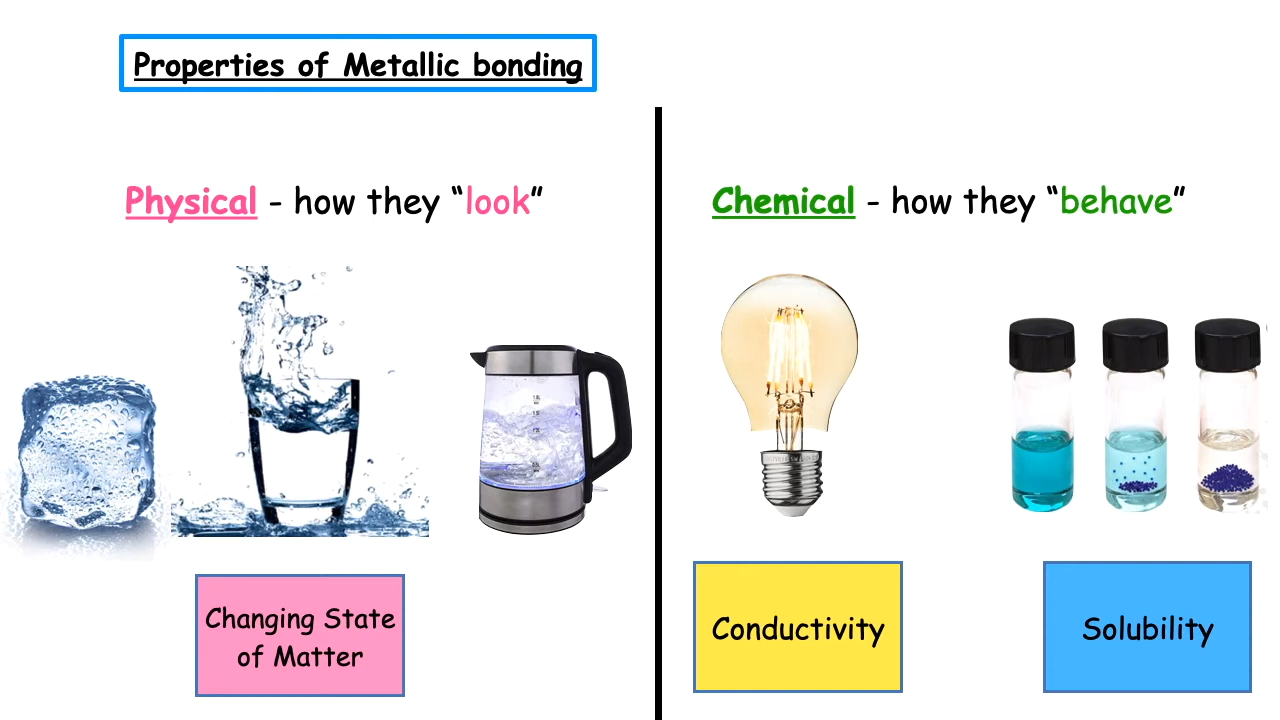 Properties of Metallic bonding
Physical - how they “look”
Chemical - how they “behave”
Changing State
of Matter
Conductivity
Solubility